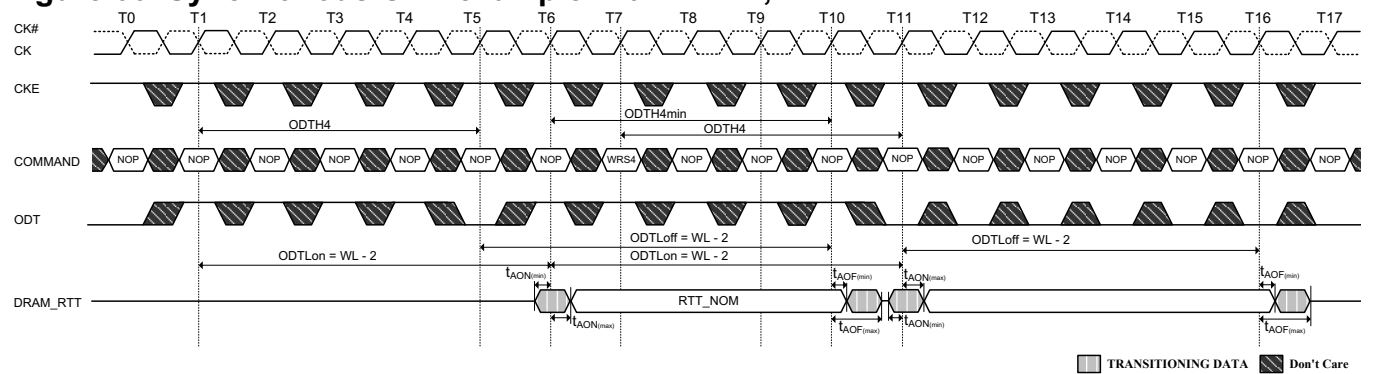 T0 T1 T2 T3 T4 T5 T6 T7 T8 T9 T10 T11 T12 T13 T14 T15 T16 T17
CK#
CK
CKE
ODTH4min
ODTH4 ODTH4
COMMAND NOP NOP NOP NOP NOP NOP NOP WRS4 NOP NOP NOP NOP NOP NOP NOP NOP NOP NOP
ODT
ODTLoff = WL - 2 ODTLoff = WL - 2
ODTLon = WL - 2 ODTLon = WL - 2
tAON(min) tAOF(min) tAON(max) tAOF(min)
DRAM_RTT RTT_NOM
tAON(max) tAOF(max) tAON(min) tAOF(max)
TRANSITIONING DATA Don't Care